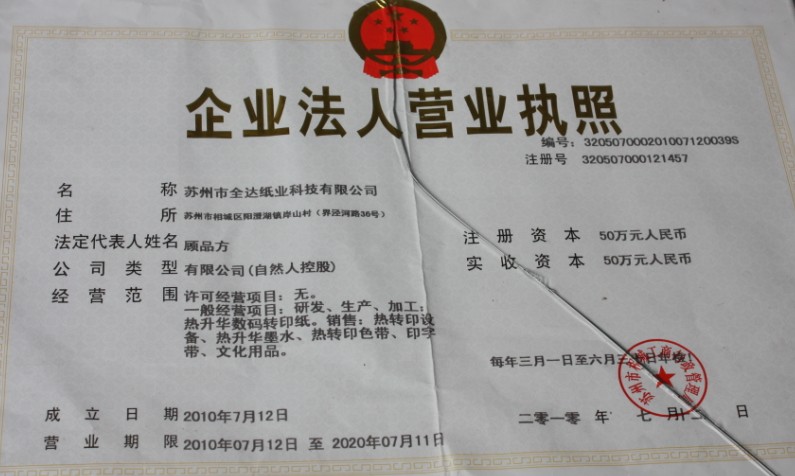 企业法人营业执照
编号：320507000201007120039S
注册号 320507000121457
名 称 苏州市全达纸业科技有限公司
住 所 苏州市相城区阳澄湖镇岸山村（界泾河路36号）
法定代表人姓名 顾品方
注册资本 50万元人民币
公司类型 有限公司(自然人控股)
实收资本 50万元人民币
经营范围 许可经营项目：无。
一般经营项目：研发、生产、加工：
热升华数码转印纸。销售：热转印设
备、热升华墨水、热转印色带、印字
带、文化用品。
每年三月一日至六月三十日年检！
成立日期 2010年7月12日
二零一零 年 七 月 十二 日
营业期限 2010年07月12日 至 2020年07月11日